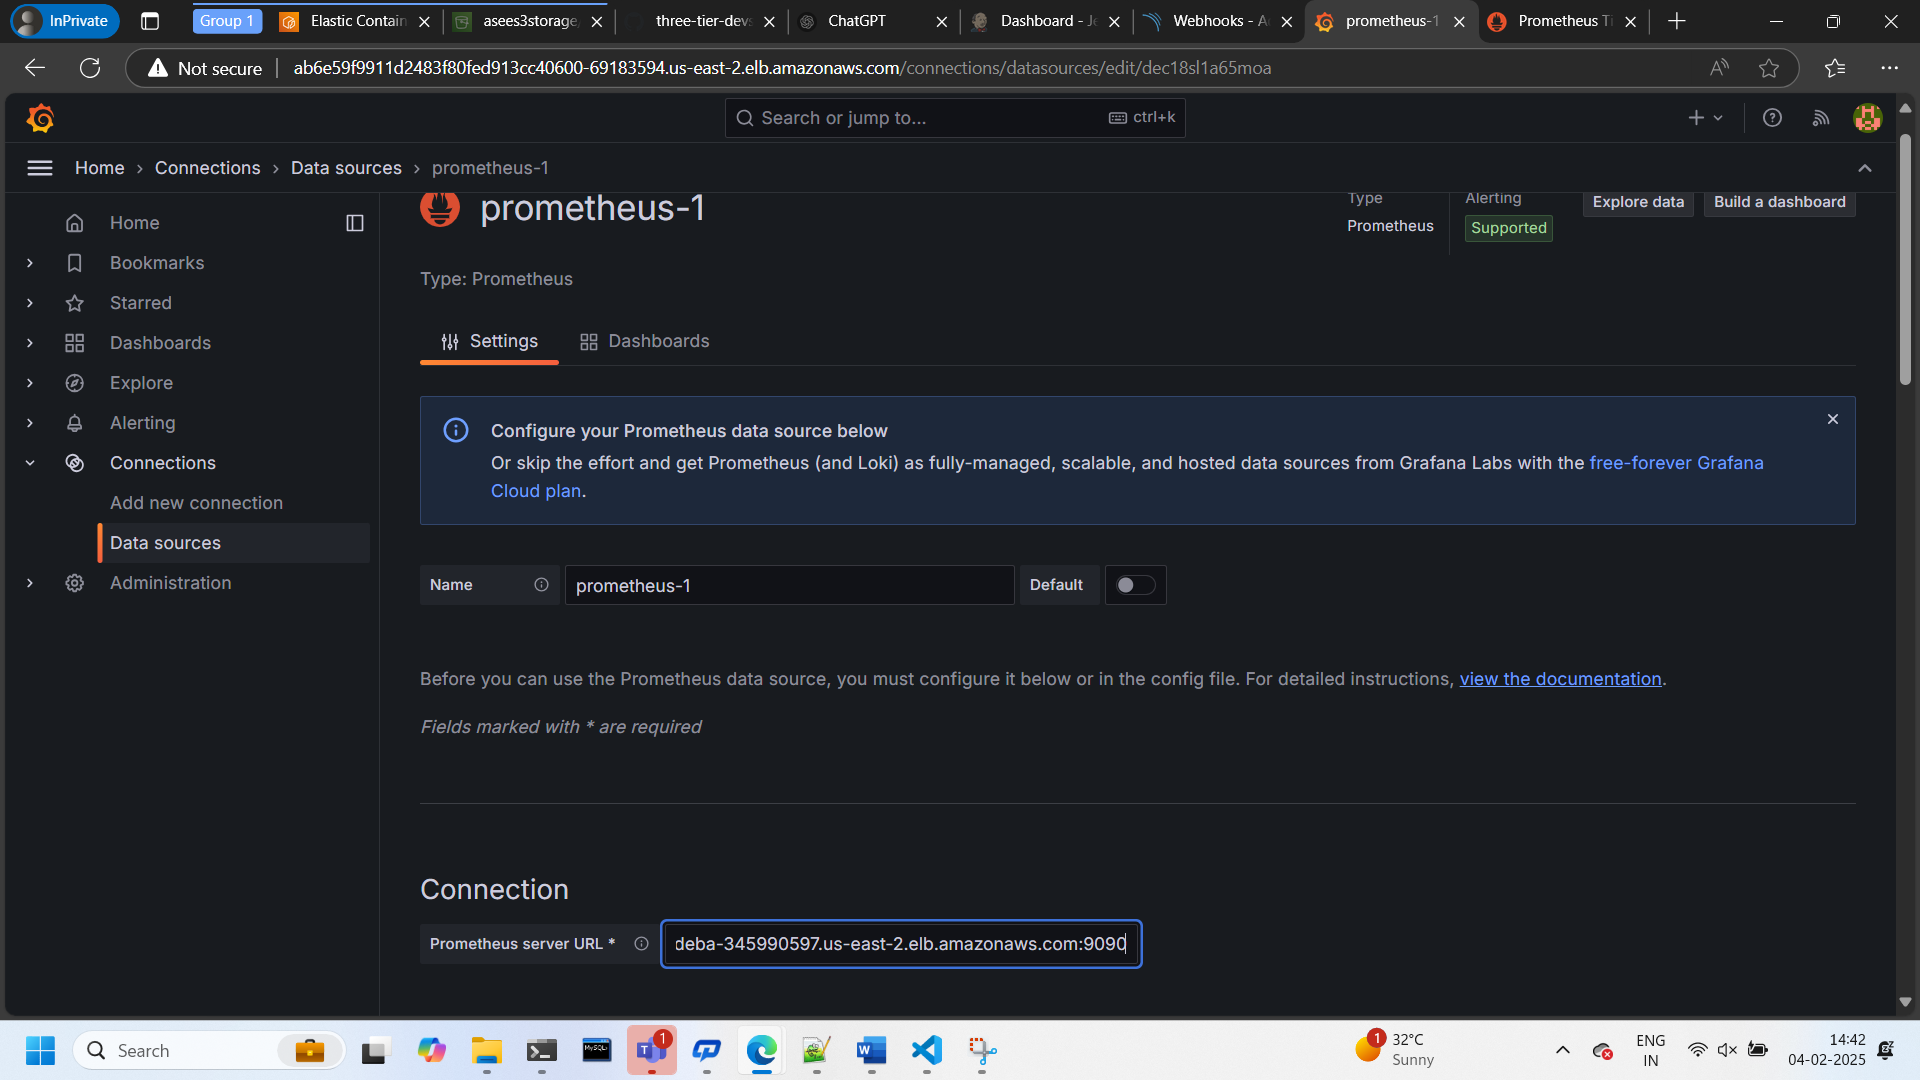 InPrivate
Group 1
Elastic Contain
asees3storage
three-tier-devs
ChatGPT
Dashboard - Je
Webhooks - A
prometheus-1
Prometheus Ti
Not secure
ab6e59f9911d2483f80fed913cc40600-69183594.us-east-2.elb.amazonaws.com/connections/datasources/edit/dec18sl1a65moa
Search or jump to...
ctrl+k
Home
Connections
Data sources
prometheus-1
Home
Bookmarks
Starred
Dashboards
Explore
Alerting
Connections
Add new connection
Data sources
Administration
prometheus-1
Type
Prometheus
Alerting
Supported
Explore data
Build a dashboard
Type: Prometheus
Settings
Dashboards
Configure your Prometheus data source below
Or skip the effort and get Prometheus (and Loki) as fully-managed, scalable, and hosted data sources from Grafana Labs with the free-forever Grafana
Cloud plan.
Name
prometheus-1
Default
Before you can use the Prometheus data source, you must configure it below or in the config file. For detailed instructions, view the documentation.
Fields marked with * are required
Connection
Prometheus server URL *
deba-345990597.us-east-2.elb.amazonaws.com:9090
Search
MySQL
1
1
32°C
Sunny
ENG
IN
14:42
04-02-2025